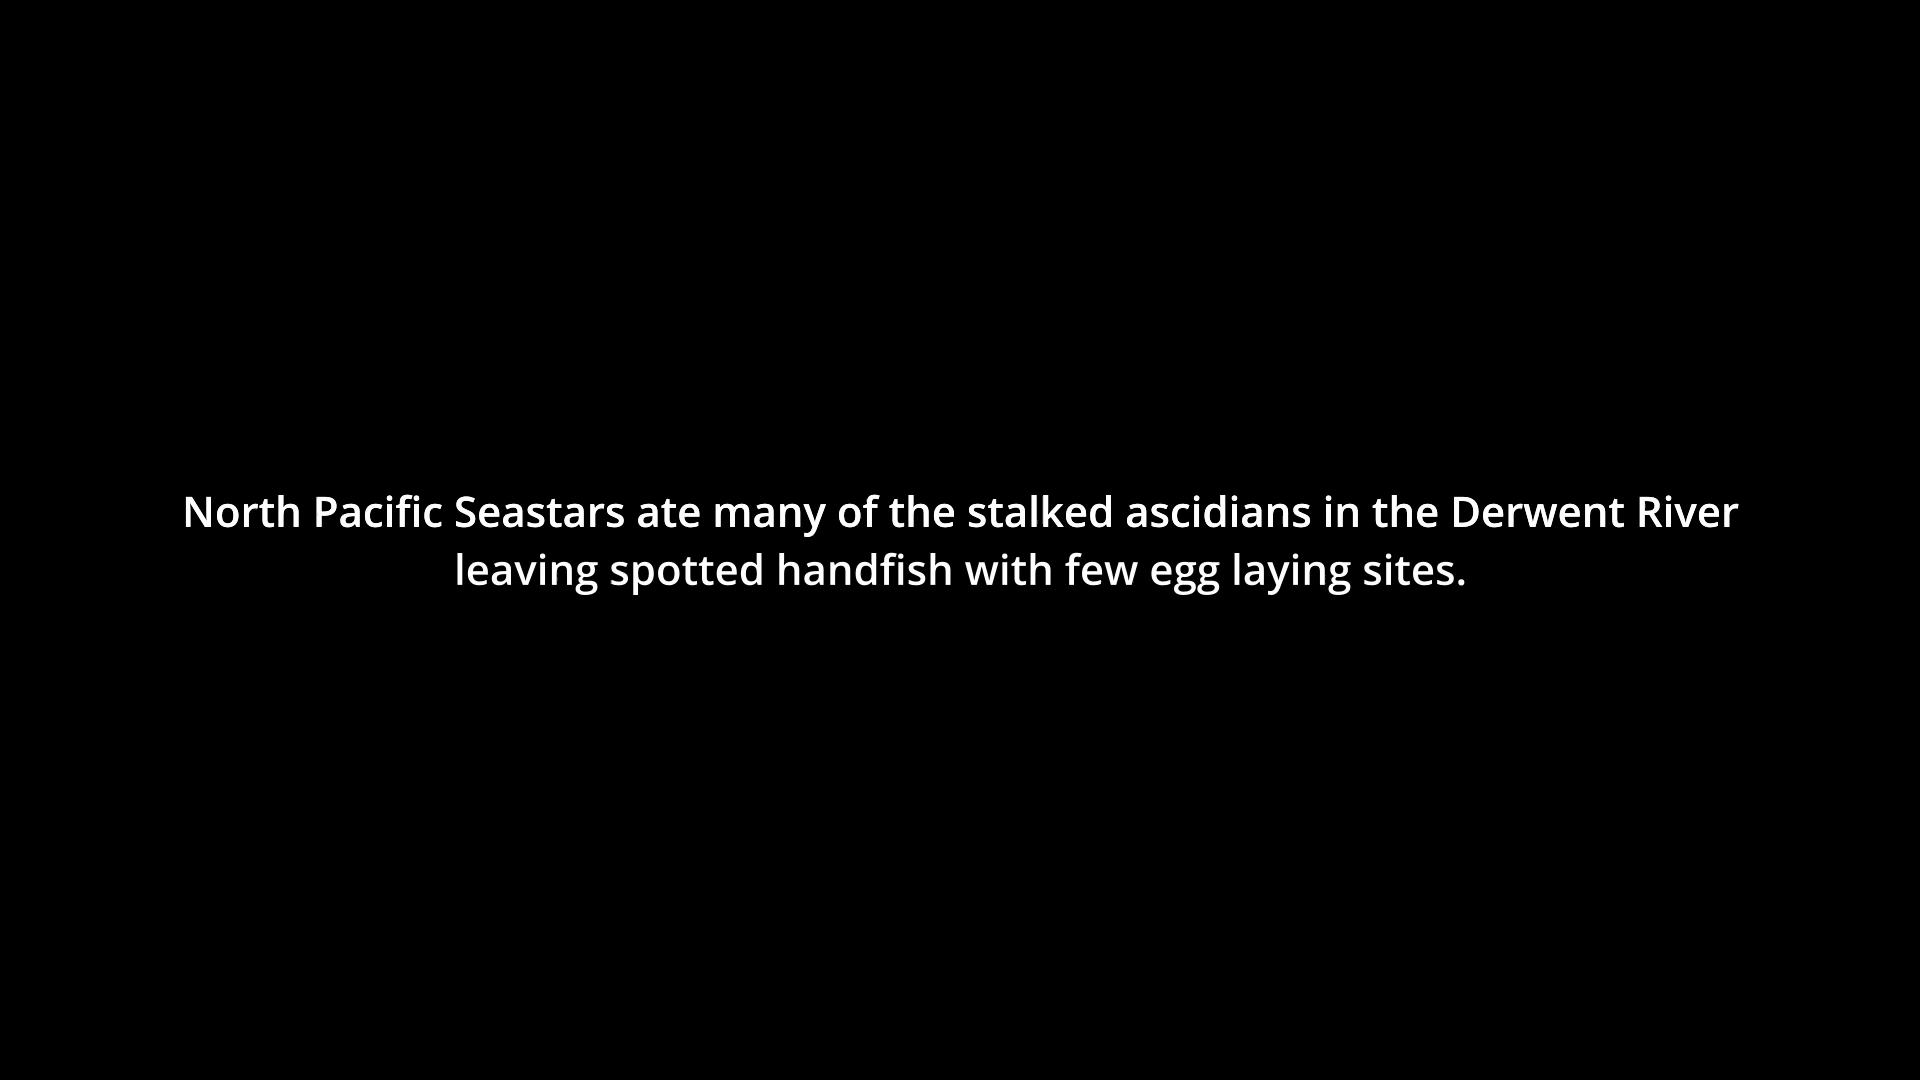 North Pacific Seastars ate many of the stalked ascidians in the Derwent River
leaving spotted handfish with few egg laying sites.